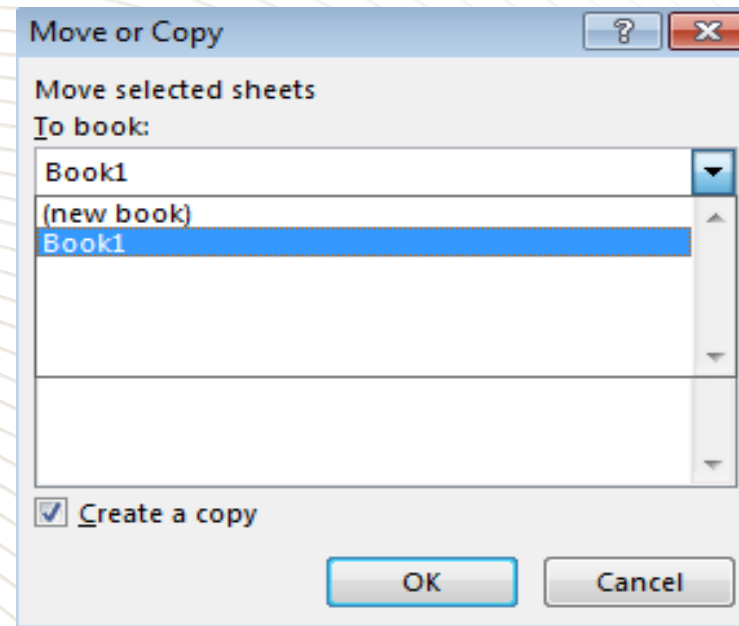 Move or Copy
Move selected sheets
To book:
Book1
(new book)
Book1
Create a copy
OK Cancel